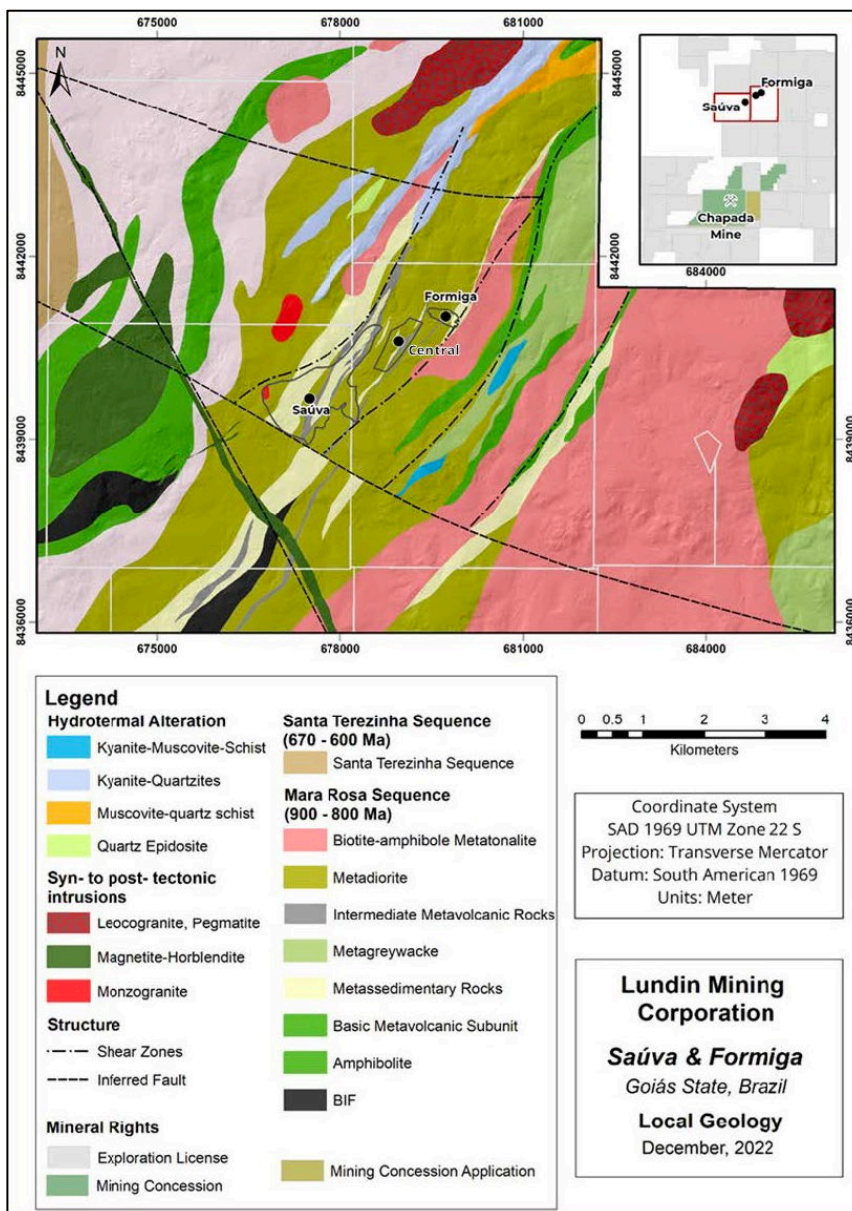 675000
678000
681000
N
8445000
8445000
Formiga
Saúva
8442000
8442000
Chapada
Mine
684000
Formiga
Central
Saúva
8439000
8439000
8436000
8436000
675000
678000
681000
684000
Legend
Hydrotermal Alteration
Kyanite-Muscovite-Schist
Kyanite-Quartzites
Muscovite-quartz schist
Quartz Epidosite
Syn- to post- tectonic
intrusions
Leocogranite, Pegmatite
Magnetite-Horblendite
Monzogranite
Structure
Shear Zones
Inferred Fault
Mineral Rights
Exploration License
Mining Concession
Santa Terezinha Sequence
(670 - 600 Ma)
Santa Terezinha Sequence
Mara Rosa Sequence
(900 - 800 Ma)
Biotite-amphibole Metatonalite
Metadiorite
Intermediate Metavolcanic Rocks
Metagreywacke
Metassedimentary Rocks
Basic Metavolcanic Subunit
Amphibolite
BIF
Mining Concession Application
0 0.5 1 2 3 4
Kilometers
Coordinate System
SAD 1969 UTM Zone 22 S
Projection: Transverse Mercator
Datum: South American 1969
Units: Meter
Lundin Mining
Corporation
Saúva & Formiga
Goiás State, Brazil
Local Geology
December, 2022